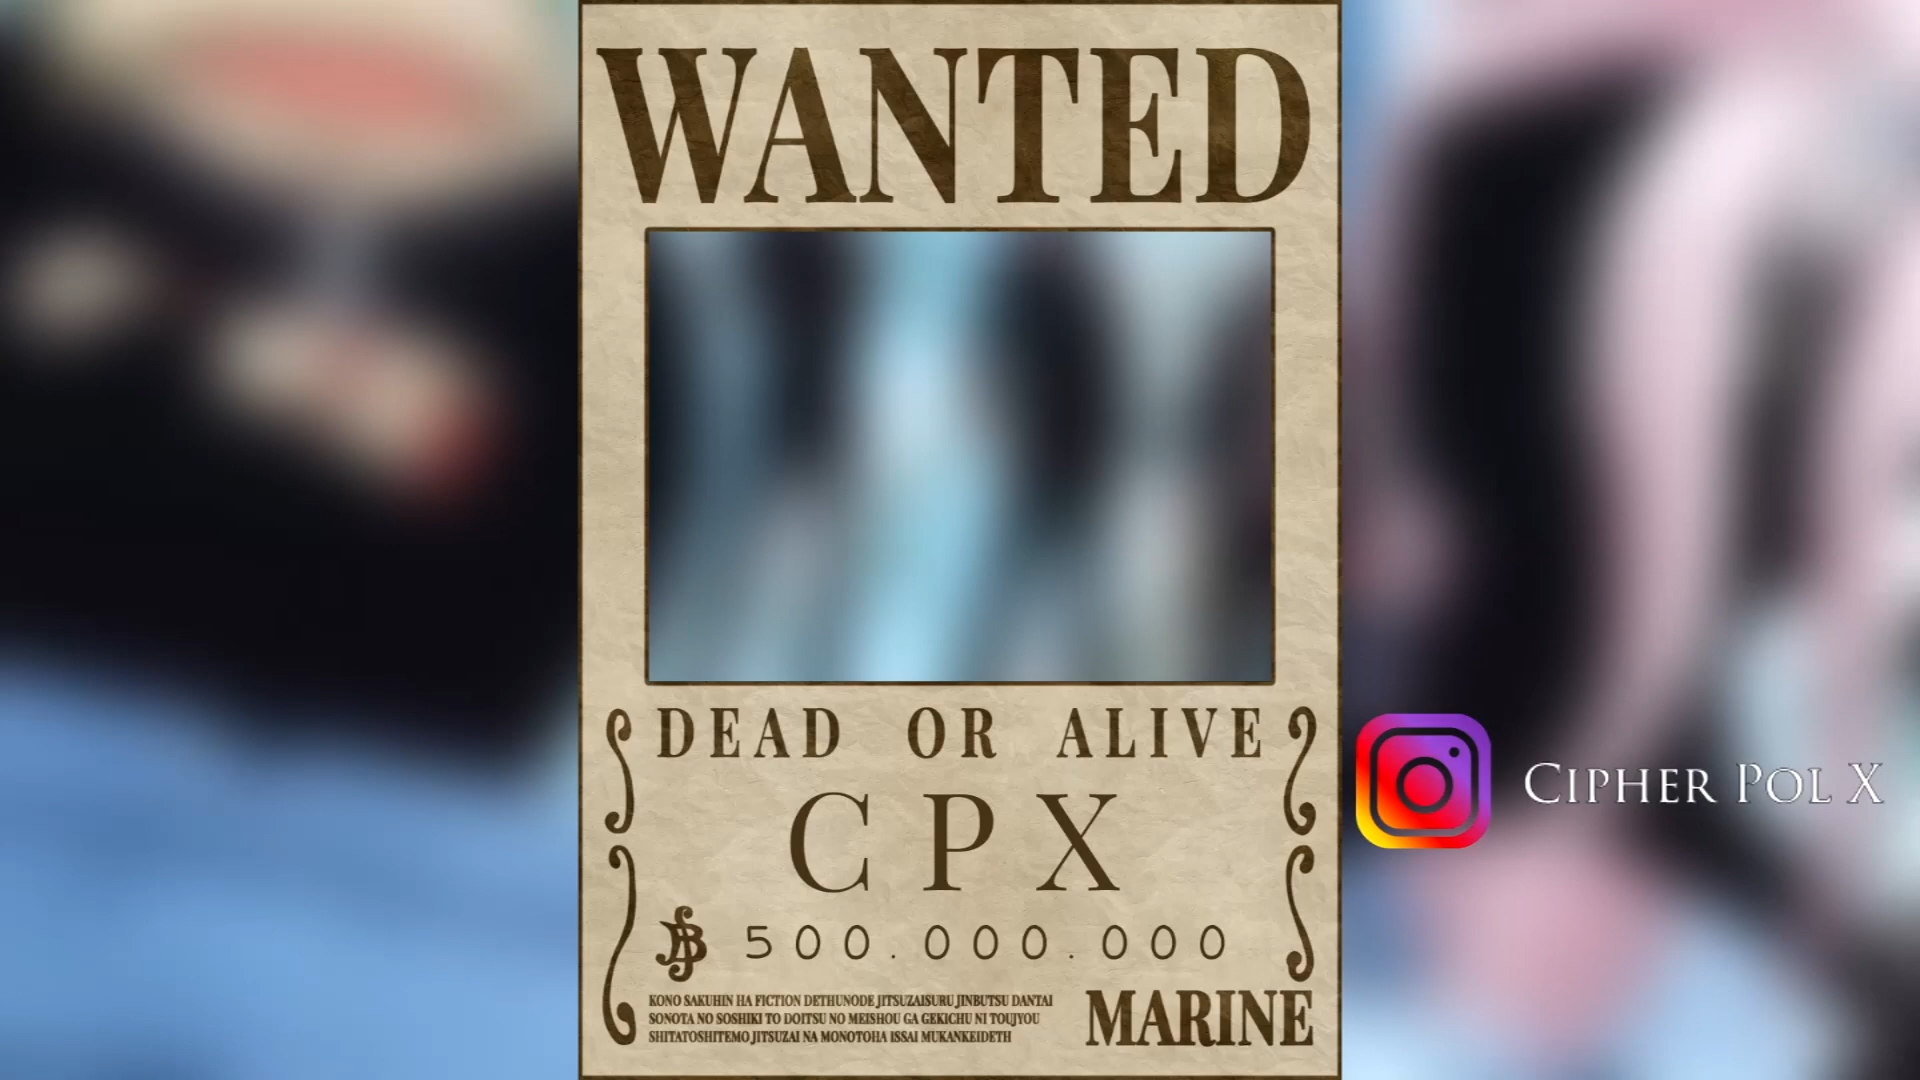 WANTED
DEAD OR ALIVE
CPX
500.000.000
KONO SAKUHIN HA FICTION DETHUNODE JITSUZAISURU JINBUTSU DANTAI
SONOTA NO SOSHIKI TO DOITSU NO MEISHOU GA GEKICHU NI TOUJYOU
SHITATOSHITEMO JITSUZAI NA MONOTOHA ISSAI MUKANKEIDETH
MARINE
CIPHER POL X